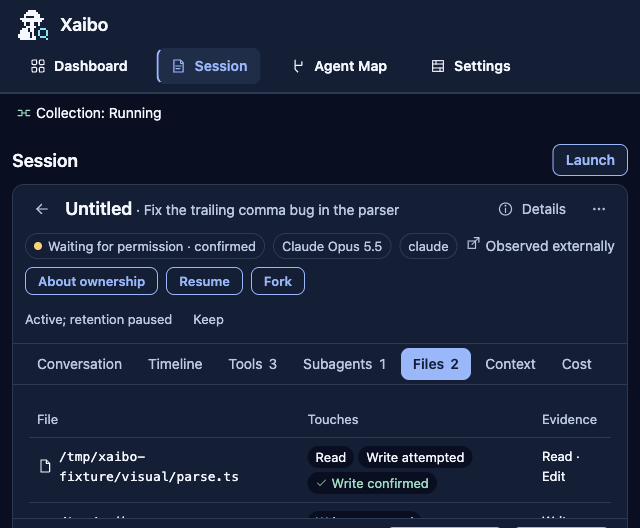 Xaibo
Dashboard
Session
Agent Map
Settings
Collection: Running
Session
Launch
Untitled · Fix the trailing comma bug in the parser
Details
Waiting for permission · confirmed
Claude Opus 5.5
claude
Observed externally
About ownership
Resume
Fork
Active; retention paused
Keep
Conversation
Timeline
Tools 3
Subagents 1
Files 2
Context
Cost
File
Touches
Evidence
/tmp/xaibo-
fixture/visual/parse.ts
Read
Write attempted
Write confirmed
Read ·
Edit